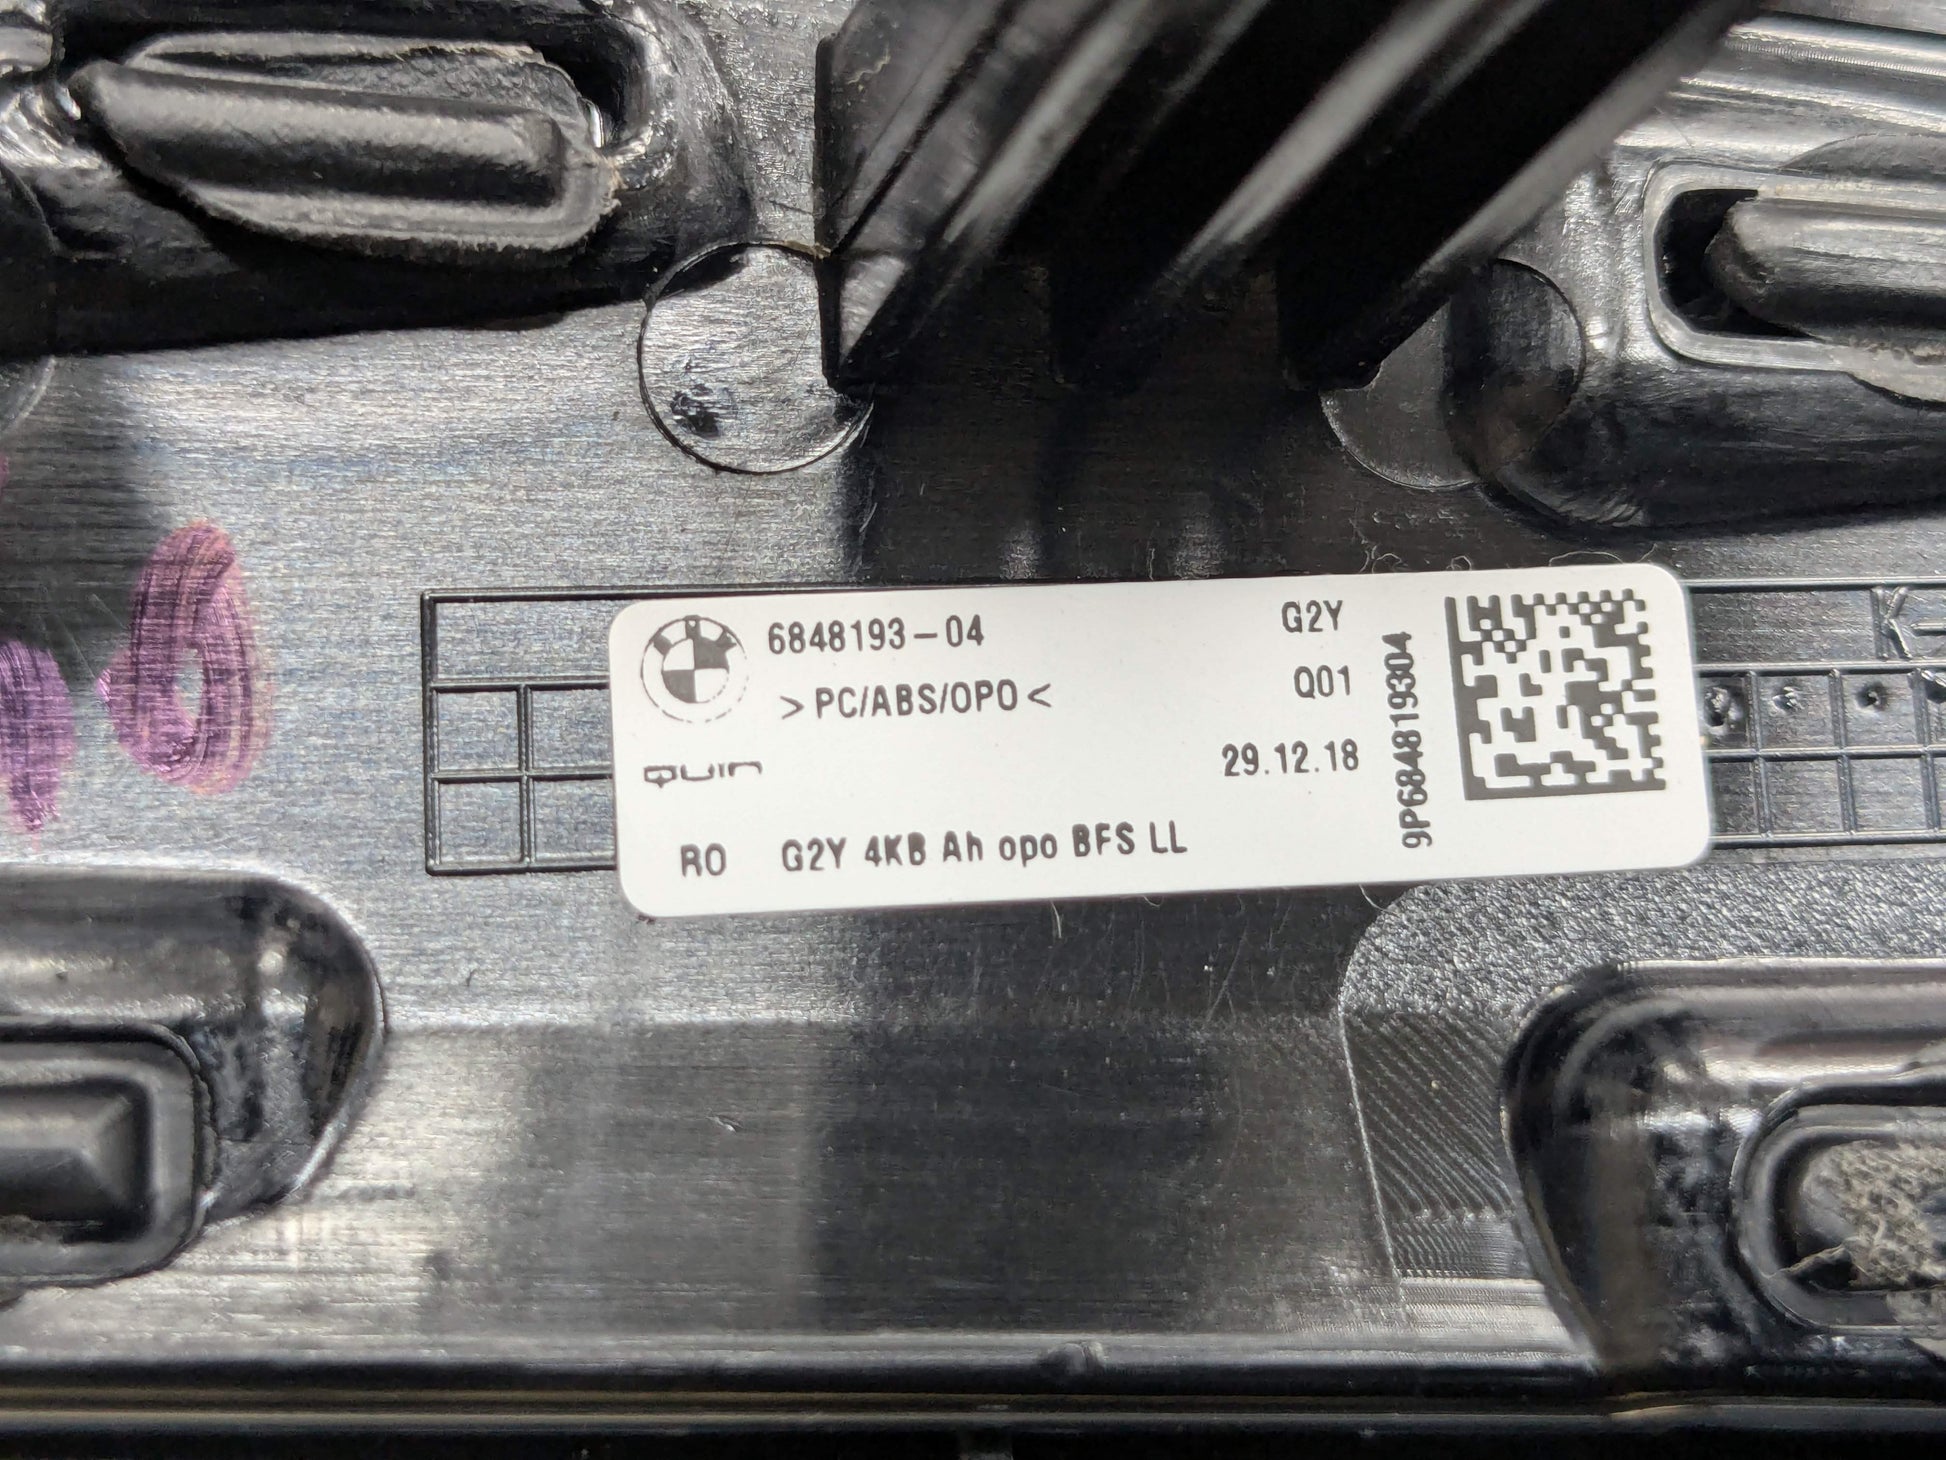 6848193-04 G2Y
>PC/ABS/OPO< Q01
QUIN 29.12.18
RO G2Y 4KB Ah opo BFS LL
9P684819304
K-